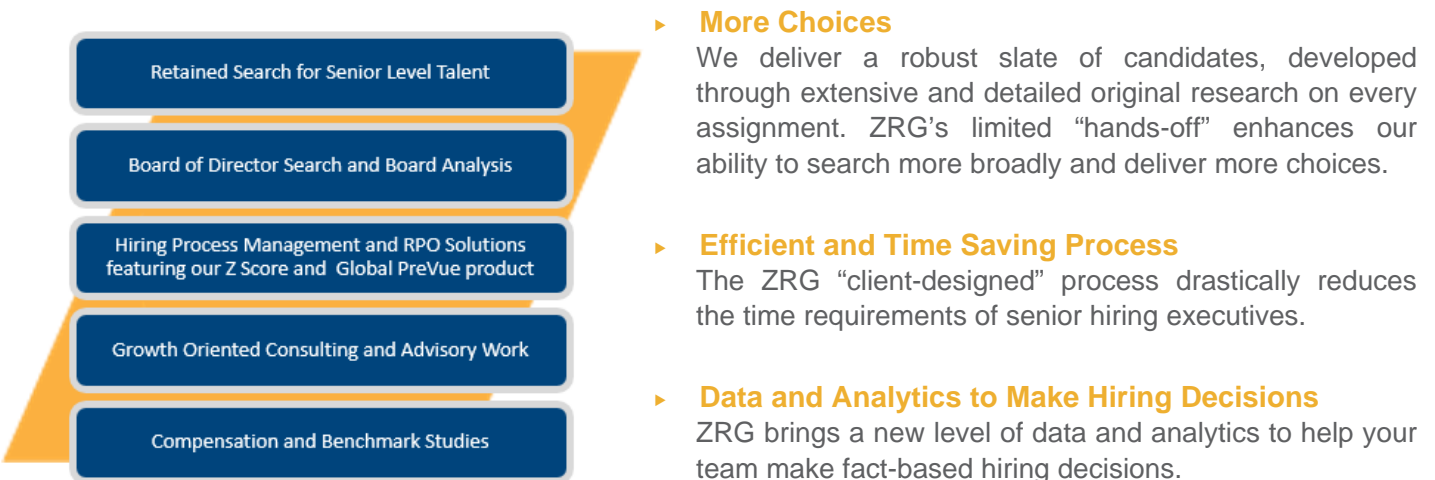 Retained Search for Senior Level Talent
Board of Director Search and Board Analysis
Hiring Process Management and RPO Solutions
featuring our Z Score and Global PreVue product
Growth Oriented Consulting and Advisory Work
Compensation and Benchmark Studies
More Choices
We deliver a robust slate of candidates, developed
through extensive and detailed original research on every
assignment. ZRG’s limited “hands-off” enhances our
ability to search more broadly and deliver more choices.
Efficient and Time Saving Process
The ZRG “client-designed” process drastically reduces
the time requirements of senior hiring executives.
Data and Analytics to Make Hiring Decisions
ZRG brings a new level of data and analytics to help your
team make fact-based hiring decisions.